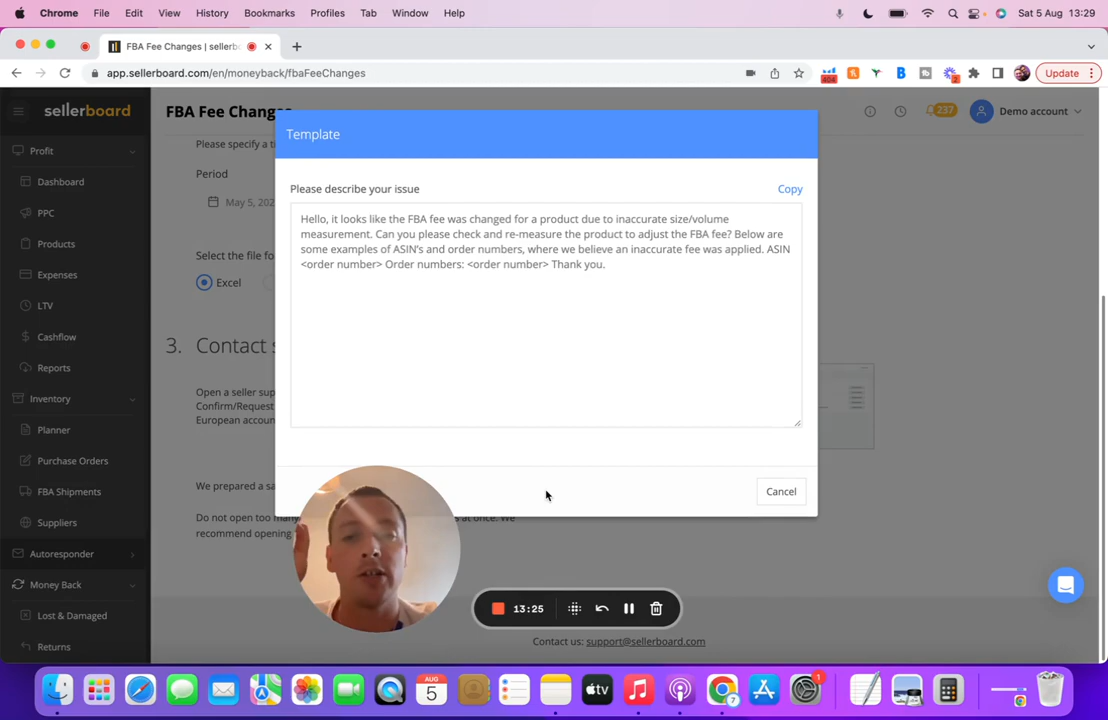 Chrome File Edit View History Bookmarks Profiles Tab Window Help Sat 5 Aug 13:29
FBA Fee Changes | sellerb
app.sellerboard.com/en/moneyback/fbaFeeChanges
404
2
Update
sellerboard
FBA Fee Changes
237
Demo account
Template
Please specify a
Profit
Period
Dashboard
Please describe your issue
Copy
May 5, 202
PPC
Hello, it looks like the FBA fee was changed for a product due to inaccurate size/volume
measurement. Can you please check and re-measure the product to adjust the FBA fee? Below are
some examples of ASIN's and order numbers, where we believe an inaccurate fee was applied. ASIN
<order number> Order numbers: <order number> Thank you.
Products
Select the file fo
Expenses
Excel
LTV
Cashflow
3. Contact s
Reports
Open a seller sup
Confirm/Request
European accoun
Inventory
Planner
Purchase Orders
We prepared a sa
Cancel
FBA Shipments
Do not open too many
s at once. We
recommend opening
Suppliers
Autoresponder
Money Back
Lost & Damaged
Returns
13:25
Contact us: support@sellerboard.com
AUG
5
tv
7
1